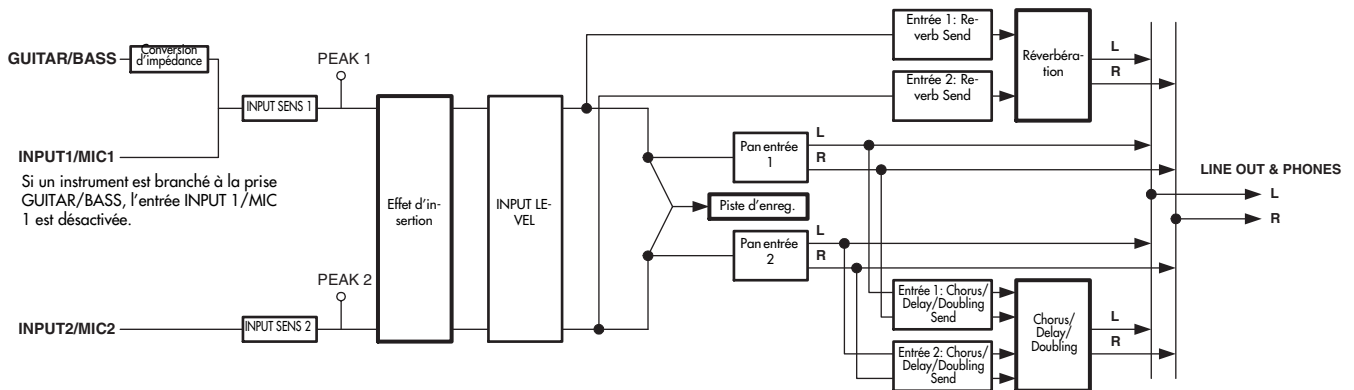 GUITAR/BASS
Conversion
d'impédance
PEAK 1
INPUT SENS 1
INPUT1/MIC1
Si un instrument est branché à la prise
GUITAR/BASS, l'entrée INPUT 1/MIC
1 est désactivée.
PEAK 2
INPUT2/MIC2
INPUT SENS 2
Effet d'in-
sertion
INPUT LE-
VEL
Entrée 1: Re-
verb Send
Entrée 2: Re-
verb Send
Réverbéra-
tion
L
R
Pan entrée
1
L
R
Piste d'enreg.
Pan entrée
2
L
R
Entrée 1: Chorus/
Delay/Doubling
Send
Entrée 2: Chorus/
Delay/Doubling
Send
Chorus/
Delay/
Doubling
L
R
LINE OUT & PHONES
L
R